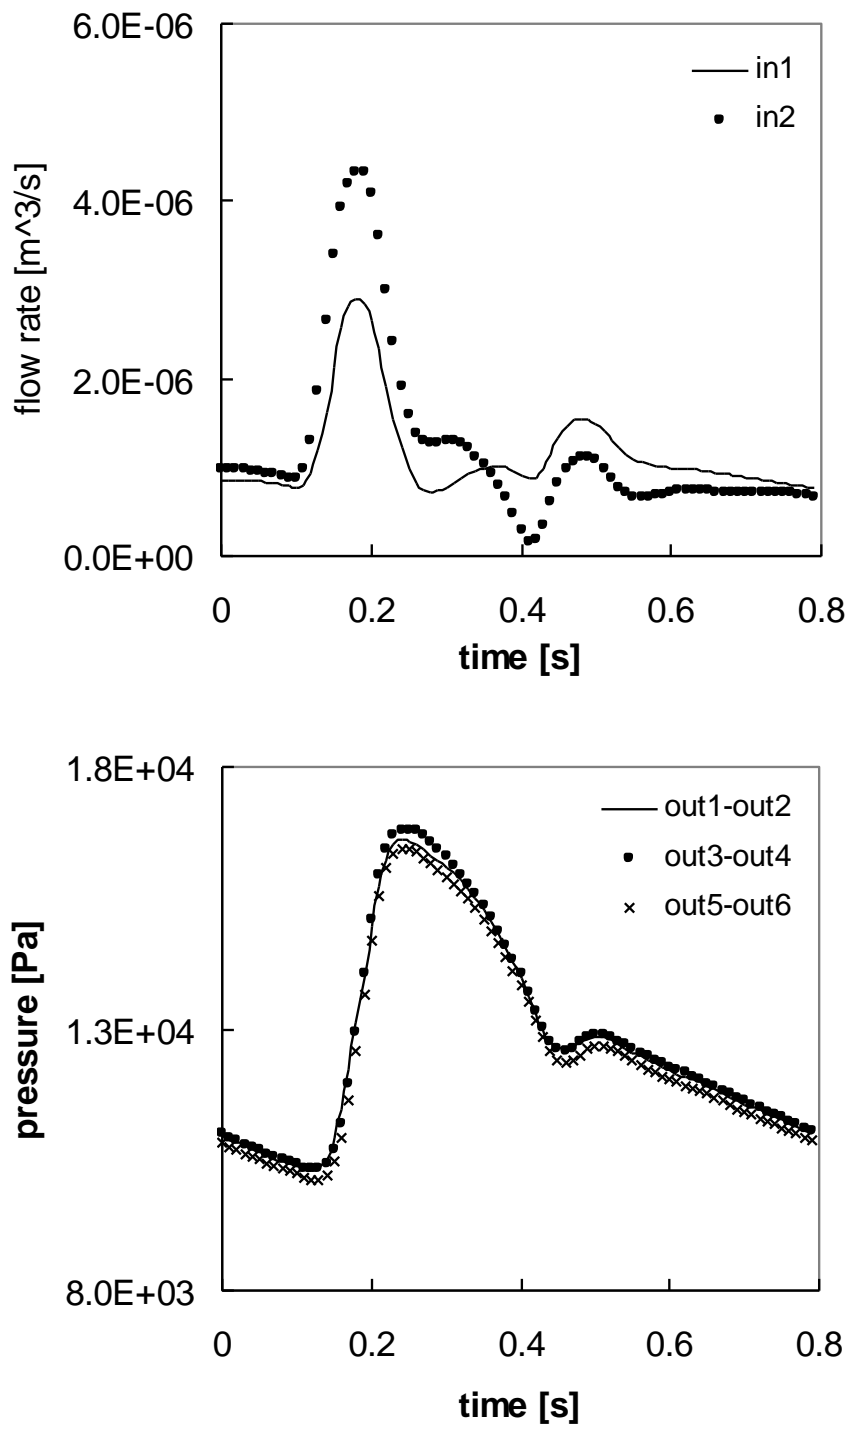 6.0E-06
in1
in2
4.0E-06
flow rate [m^3/s]
2.0E-06
0.0E+00
0 0.2 0.4 0.6 0.8
time [s]
1.8E+04
out1-out2
out3-out4
out5-out6
pressure [Pa]
1.3E+04
8.0E+03
0 0.2 0.4 0.6 0.8
time [s]